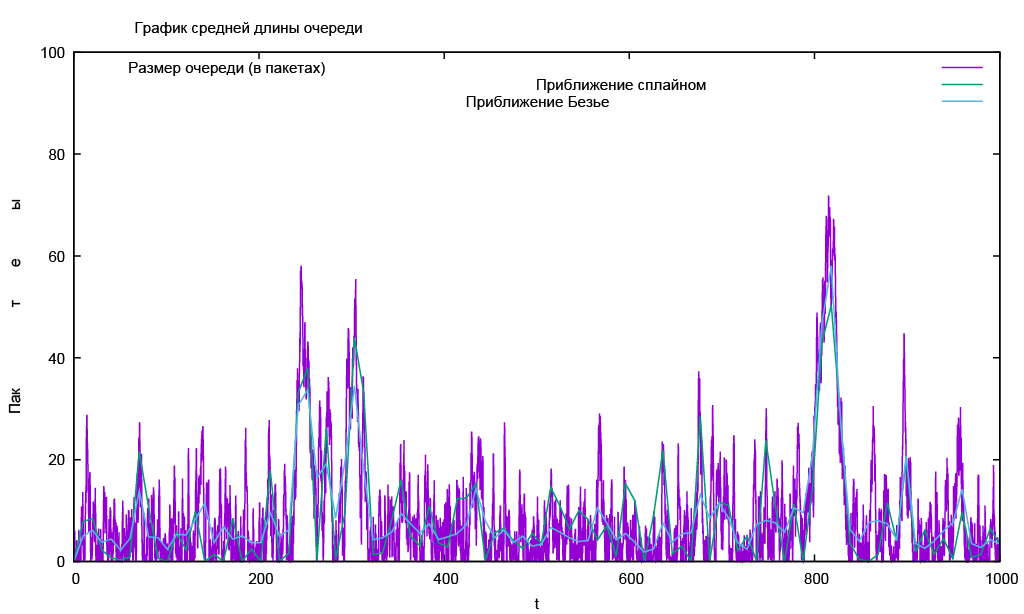 График средней длины очереди
100
Размер очереди (в пакетах)
Приближение сплайном
Приближение Безье
80
60
40
20
0
Пак т е ы
0 200 400 600 800 1000
t